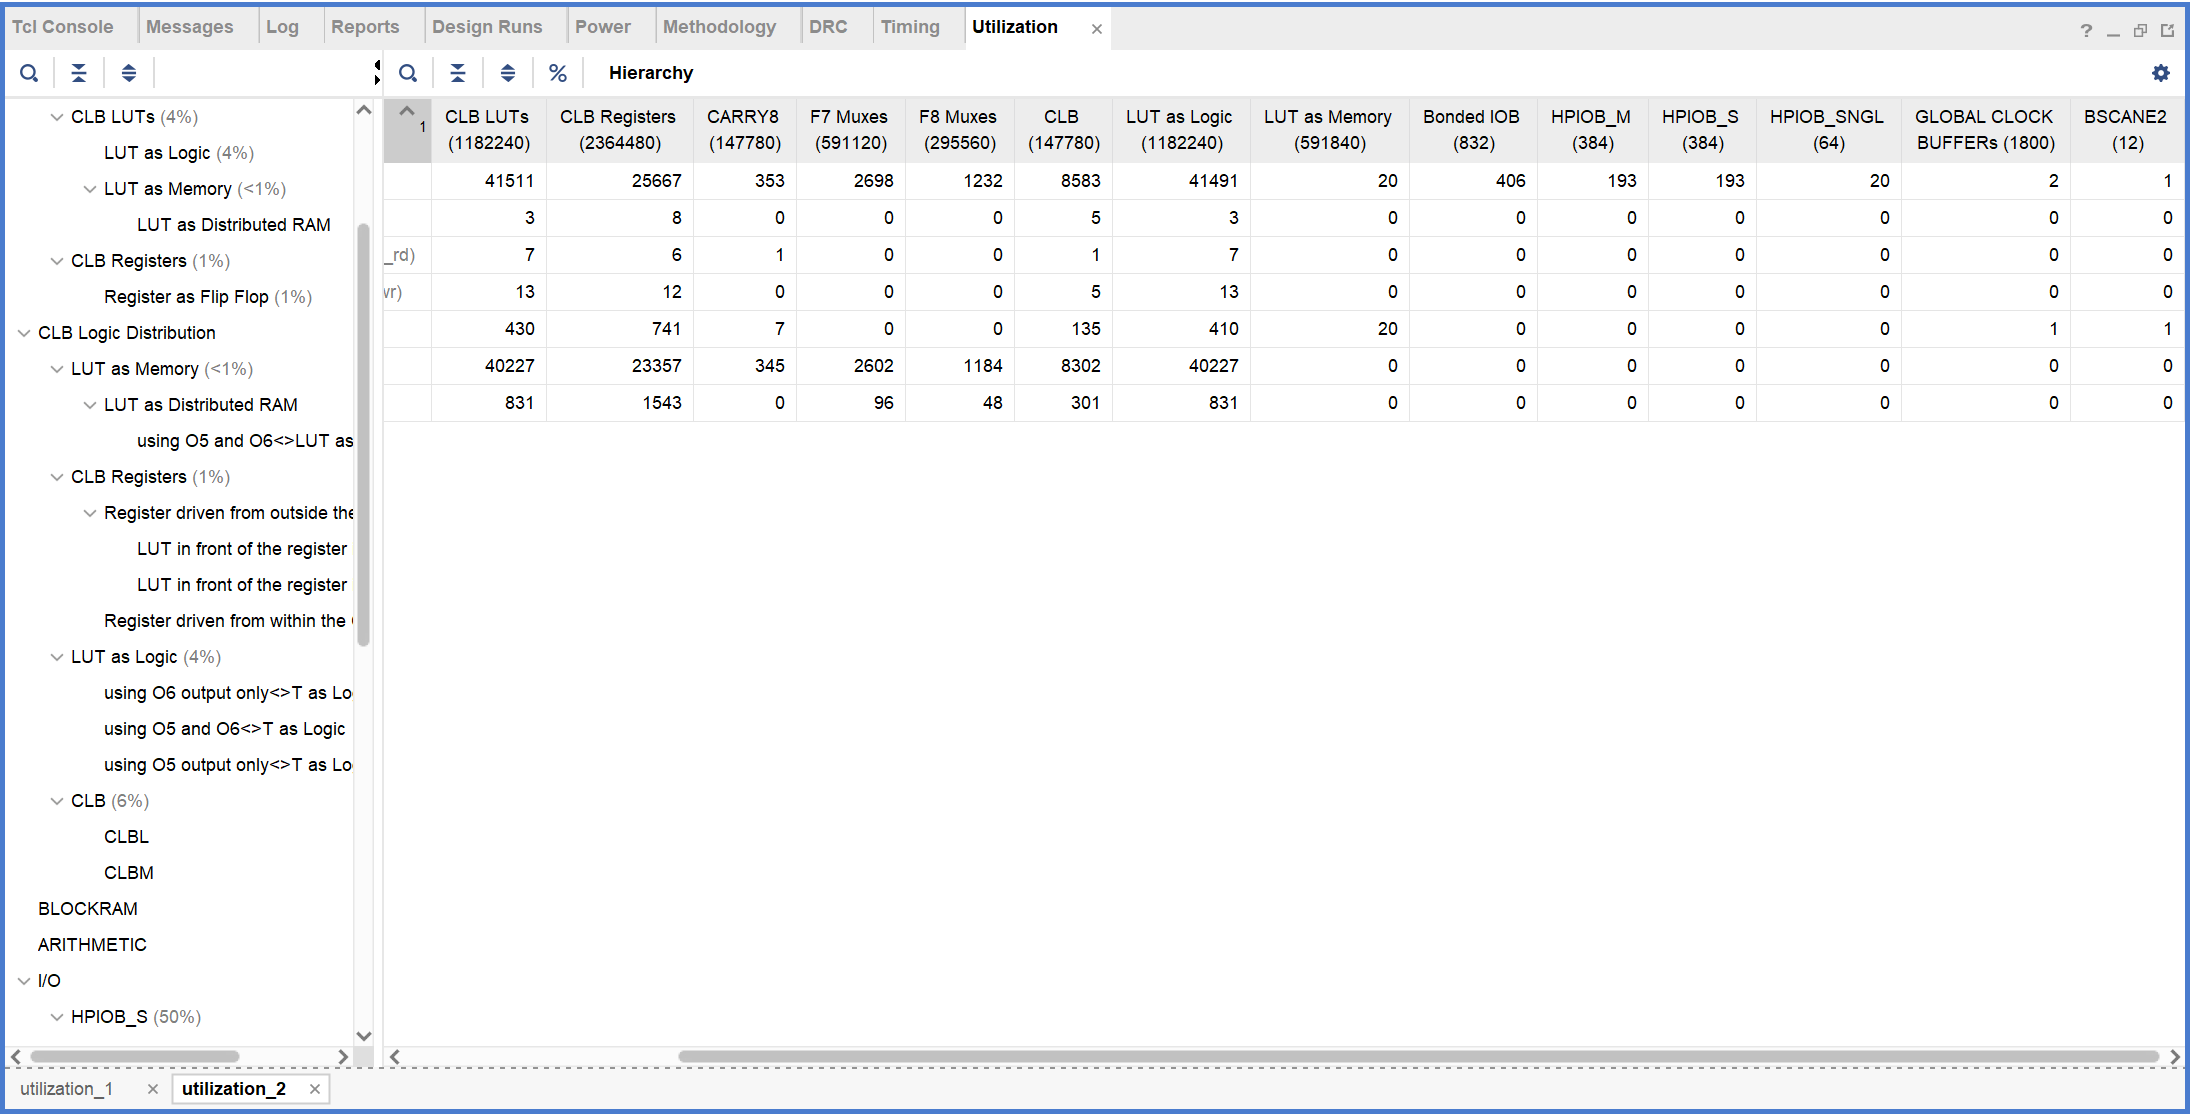 Tcl Console Messages Log Reports Design Runs Power Methodology DRC Timing Utilization
Hierarchy
CLB LUTs (4%)
LUT as Logic (4%)
LUT as Memory (<1%)
LUT as Distributed RAM
CLB Registers (1%)
Register as Flip Flop (1%)
CLB Logic Distribution
LUT as Memory (<1%)
LUT as Distributed RAM
using O5 and O6<>LUT as
CLB Registers (1%)
Register driven from outside the
LUT in front of the register
LUT in front of the register
Register driven from within the
LUT as Logic (4%)
using O6 output only<>T as Lo
using O5 and O6<>T as Logic
using O5 output only<>T as Lo
CLB (6%)
CLBL
CLBM
BLOCKRAM
ARITHMETIC
I/O
HPIOB_S (50%)
1 CLB LUTs (1182240) CLB Registers (2364480) CARRY8 (147780) F7 Muxes (591120) F8 Muxes (295560) CLB (147780) LUT as Logic (1182240) LUT as Memory (591840) Bonded IOB (832) HPIOB_M (384) HPIOB_S (384) HPIOB_SNGL (64) GLOBAL CLOCK BUFFERs (1800) BSCANE2 (12)
41511 25667 353 2698 1232 8583 41491 20 406 193 193 20 2 1
3 8 0 0 0 5 3 0 0 0 0 0 0 0
_rd) 7 6 1 0 0 1 7 0 0 0 0 0 0 0
vr) 13 12 0 0 0 5 13 0 0 0 0 0 0 0
430 741 7 0 0 135 410 20 0 0 0 0 1 1
40227 23357 345 2602 1184 8302 40227 0 0 0 0 0 0 0
831 1543 0 96 48 301 831 0 0 0 0 0 0 0
utilization_1 utilization_2